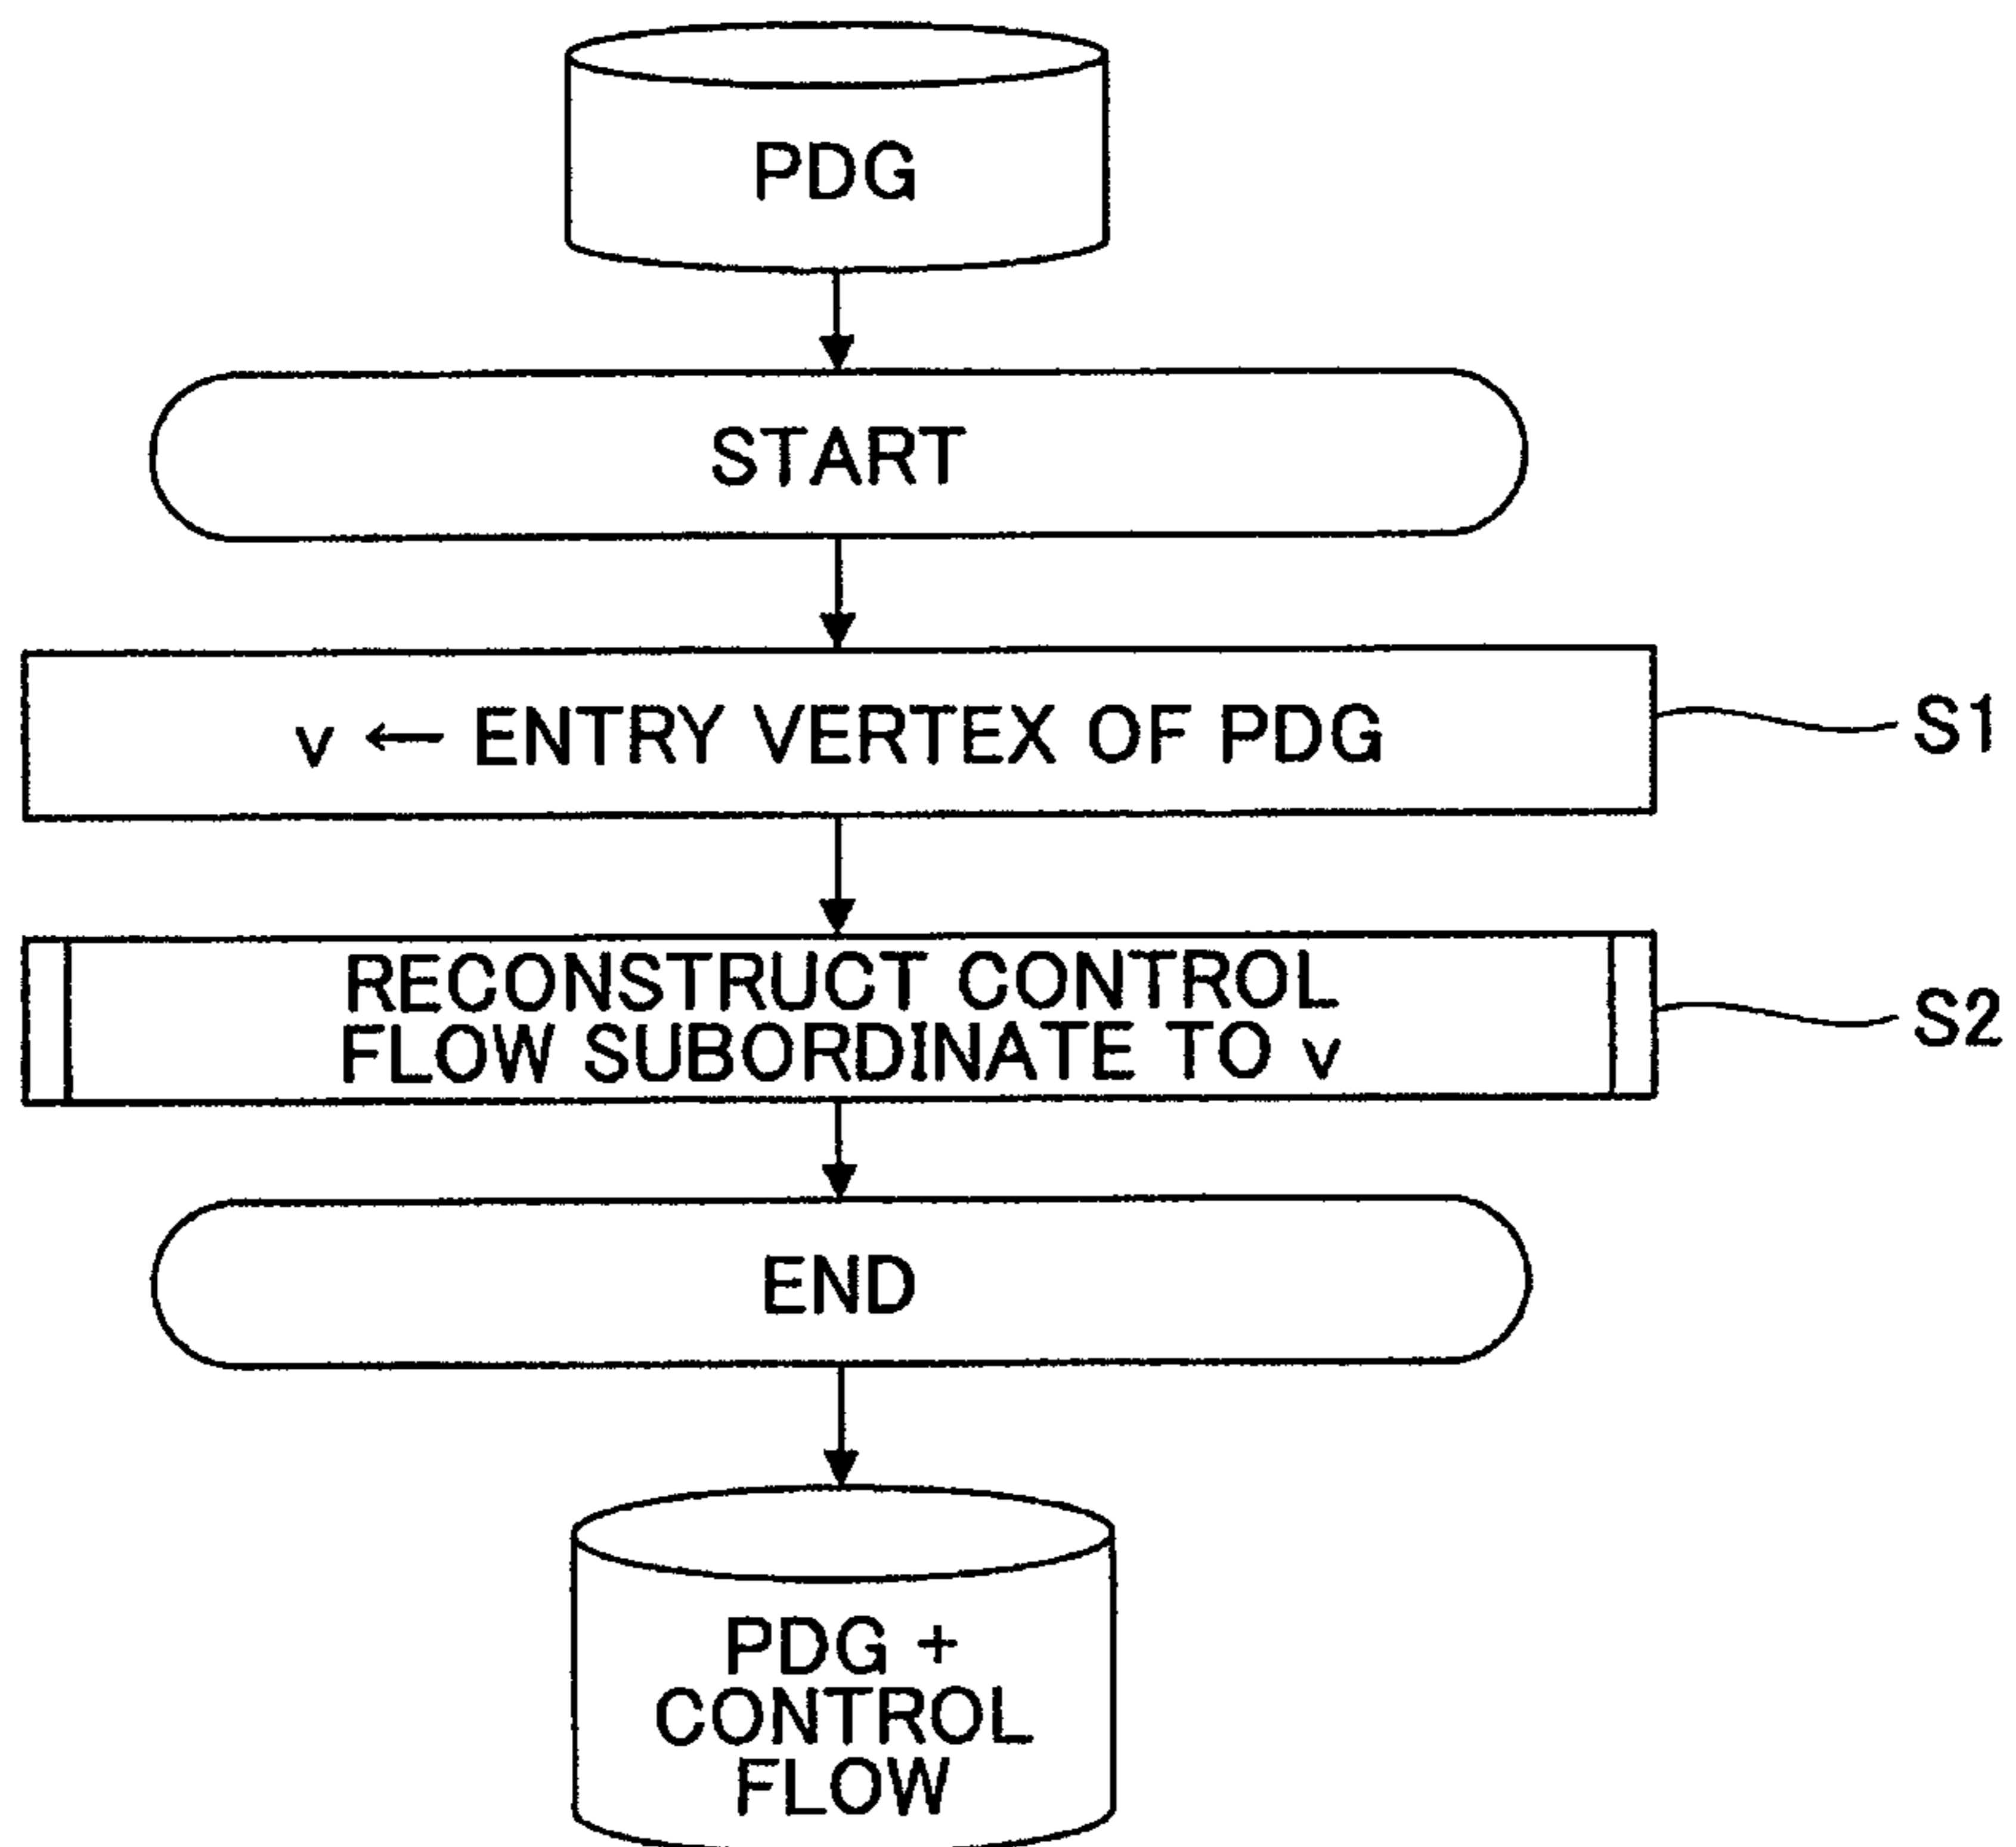 PDG
START
v ← ENTRY VERTEX OF PDG
S1
RECONSTRUCT CONTROL
FLOW SUBORDINATE TO v
S2
END
PDG +
CONTROL
FLOW